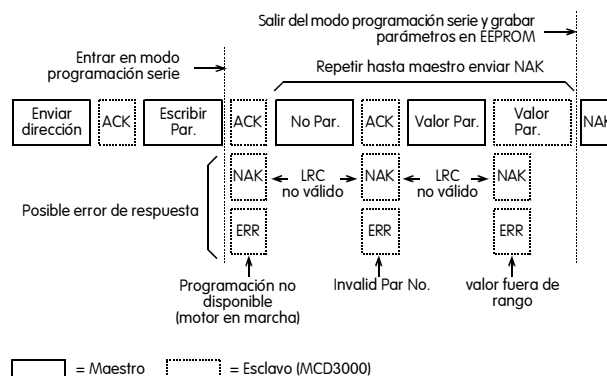 Salir del modo programación serie y grabar
parámetros en EEPROM
Entrar en modo
programación serie
Repetir hasta maestro enviar NAK
Enviar
dirección
ACK
Escribir
Par.
ACK
No Par.
ACK
Valor Par.
Valor
Par.
NAK
NAK
LRC
no válido
NAK
LRC
no válido
NAK
Posible error de respuesta
ERR
ERR
ERR
Programación no
disponible
(motor en marcha)
Invalid Par No.
valor fuera de
rango
= Maestro
= Esclavo (MCD3000)